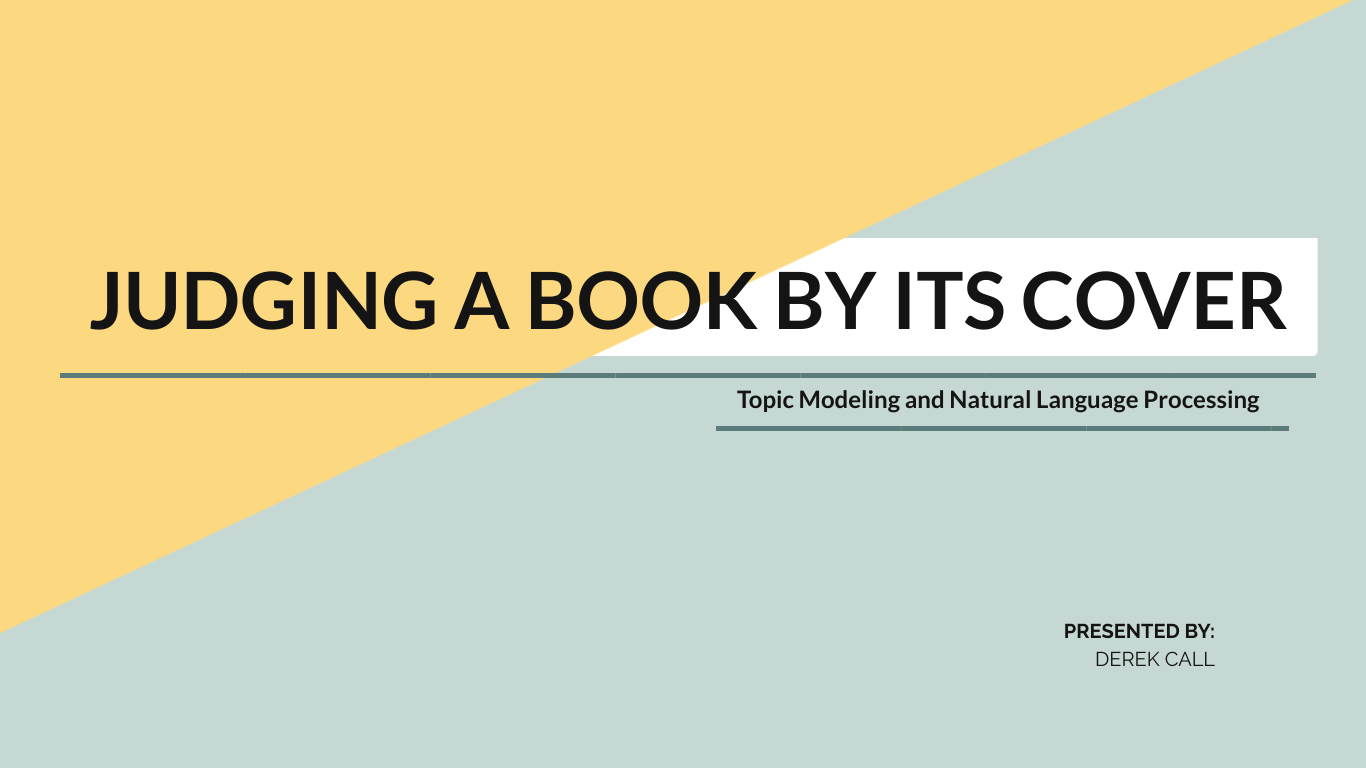 JUDGING A BOOK BY ITS COVER
Topic Modeling and Natural Language Processing
PRESENTED BY:
DEREK CALL